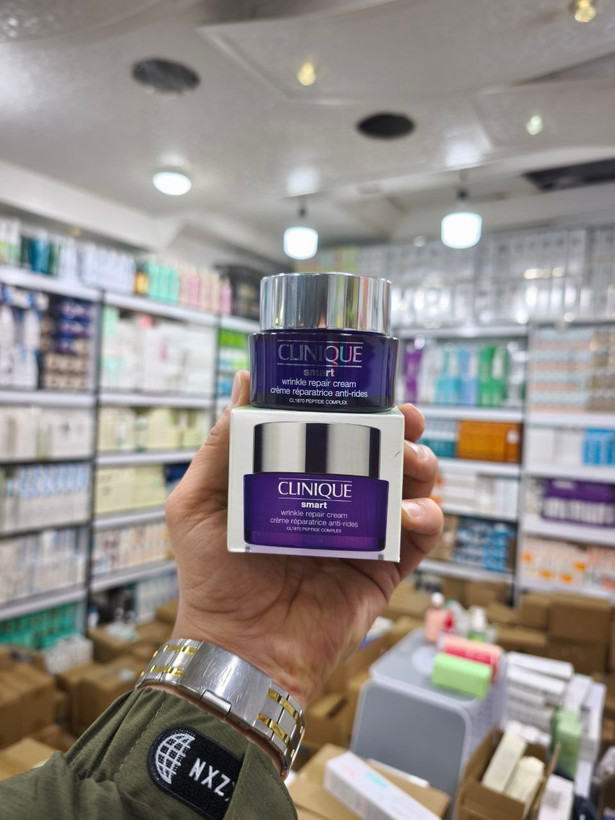 CLINIQUE
smart
wrinkle repair cream
crème réparatrice anti-rides
CL1870 PEPTIDE COMPLEX
CLINIQUE
smart
wrinkle repair cream
crème réparatrice anti-rides
CL1870 PEPTIDE COMPLEX
NXZ